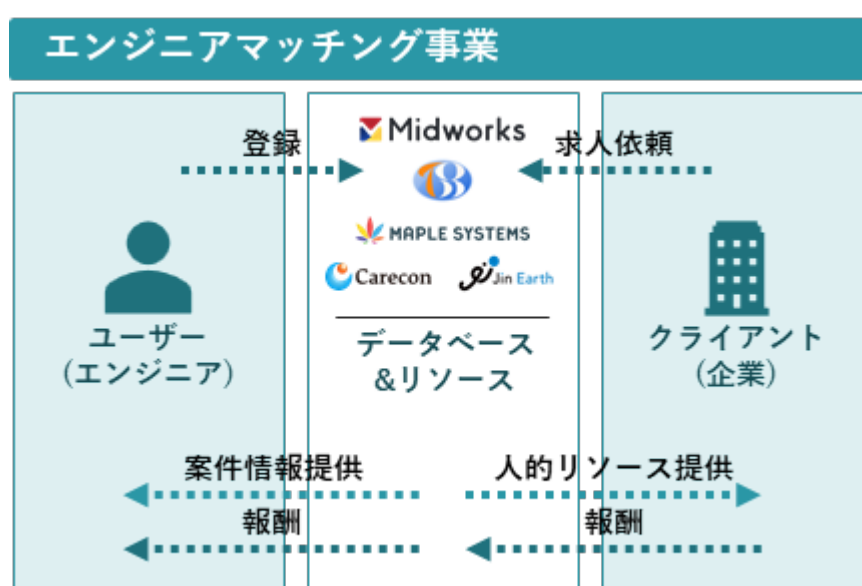 エンジニアマッチング事業
登録
Midworks
求人依頼
MAPLE SYSTEMS
Carecon
Jin Earth
ユーザー
(エンジニア)
データベース
&リソース
クライアント
(企業)
案件情報提供
人的リソース提供
報酬
報酬